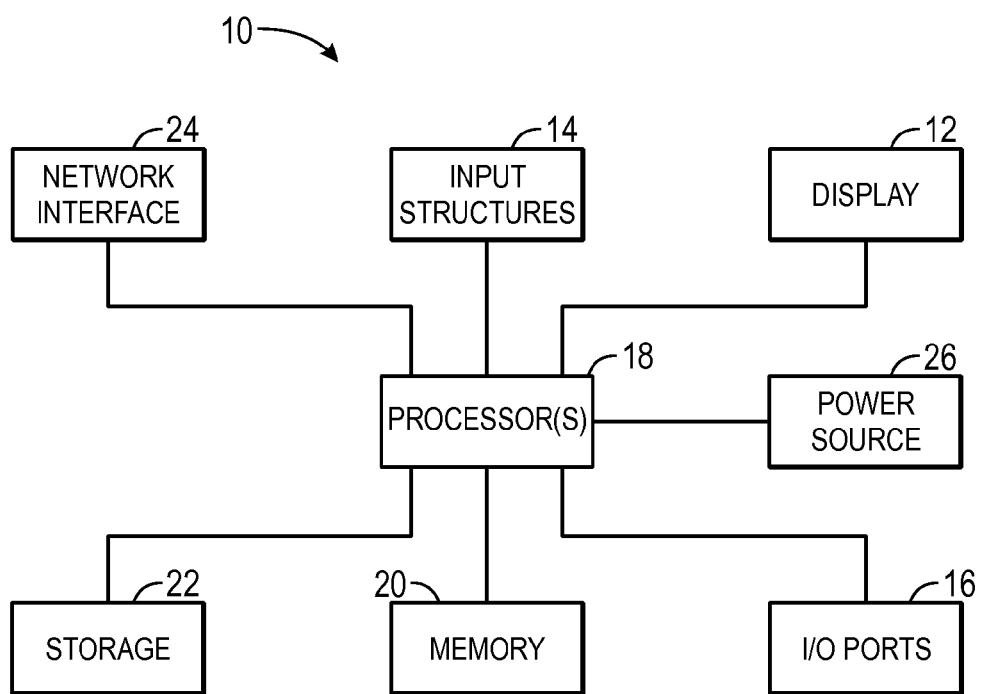 10
24
14
12
NETWORK
INTERFACE
INPUT
STRUCTURES
DISPLAY
18
26
PROCESSOR(S)
POWER
SOURCE
22
20
16
STORAGE
MEMORY
I/O PORTS